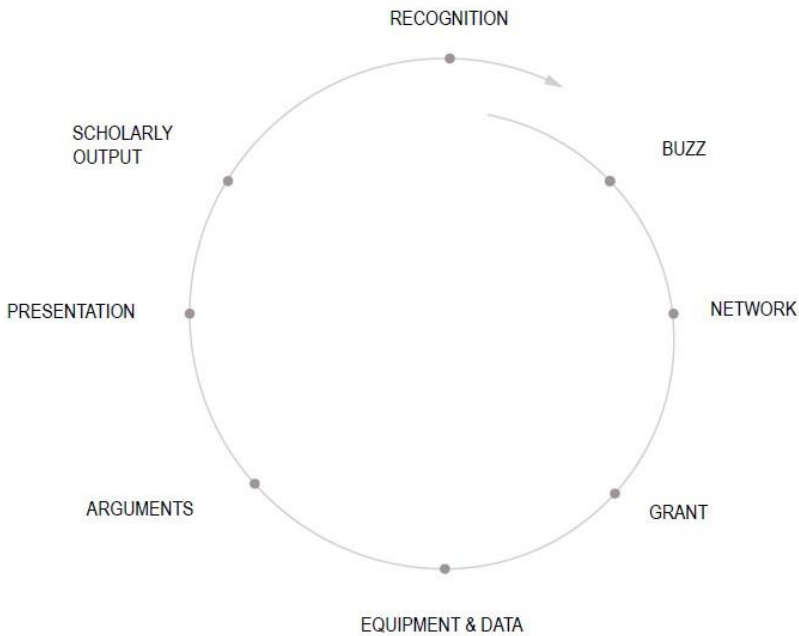 RECOGNITION
SCHOLARLY
OUTPUT
BUZZ
PRESENTATION
NETWORK
ARGUMENTS
GRANT
EQUIPMENT & DATA